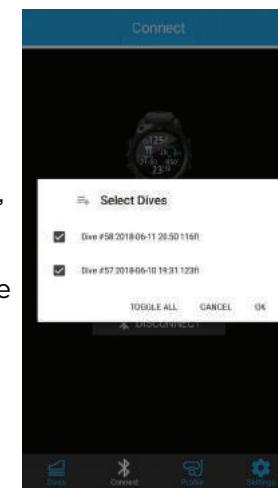 Connect
Select Dives
Dive #58 2018-06-11 20:50 116ft
Dive #57 2018-06-10 19:31 123ft
TOGGLE ALL CANCEL OK
DISCONNECT
Dives Connect Profile Settings